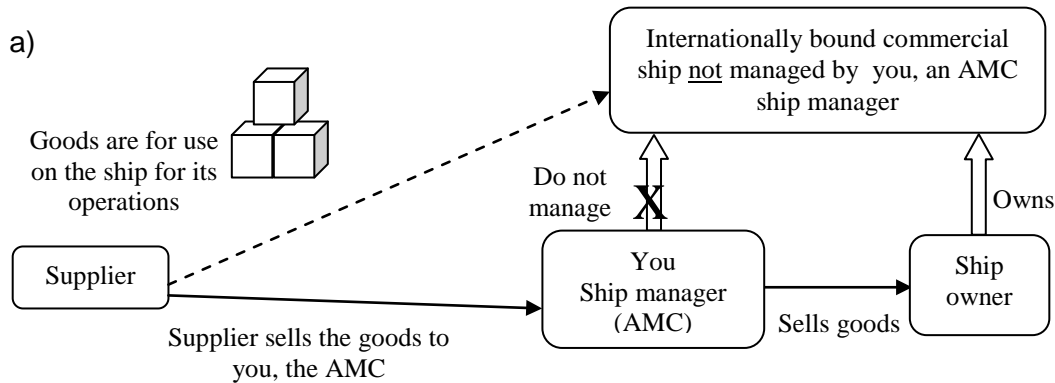 a)
Internationally bound commercial
ship not managed by you, an AMC
ship manager
Goods are for use
on the ship for its
operations
Do not
manage
X
Owns
Supplier
You
Ship manager
(AMC)
Ship
owner
Sells goods
Supplier sells the goods to
you, the AMC